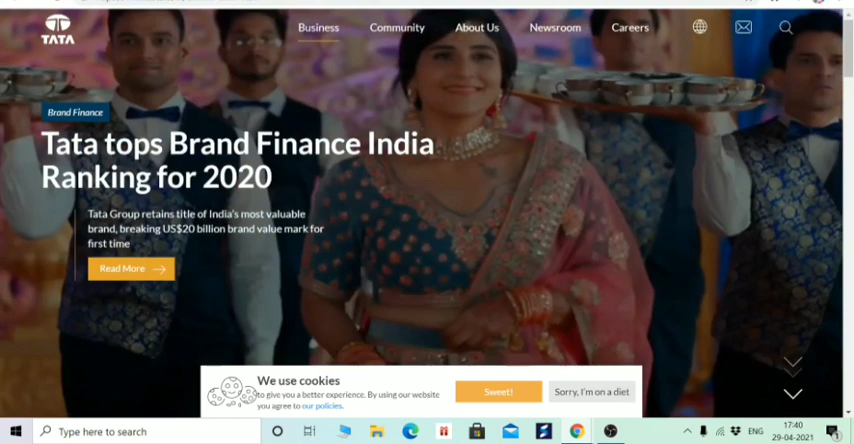 TATA
Business Community About Us Newsroom Careers
Brand Finance
Tata tops Brand Finance India
Ranking for 2020
Tata Group retains title of India's most valuable
brand, breaking US$20 billion brand value mark for
first time
Read More
We use cookies
to give you a better experience. By using our website
you agree to our policies.
Sweet!
Sorry, I'm on a diet
Type here to search
ENG
17:40
29-04-2021